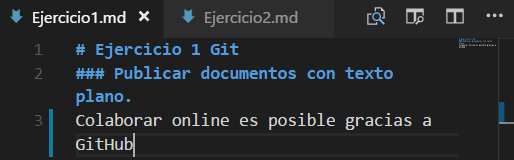 Ejercicio1.md
Ejercicio2.md
1 # Ejercicio 1 Git
2 ### Publicar documentos con texto
plano.
3 Colaborar online es posible gracias a
GitHub